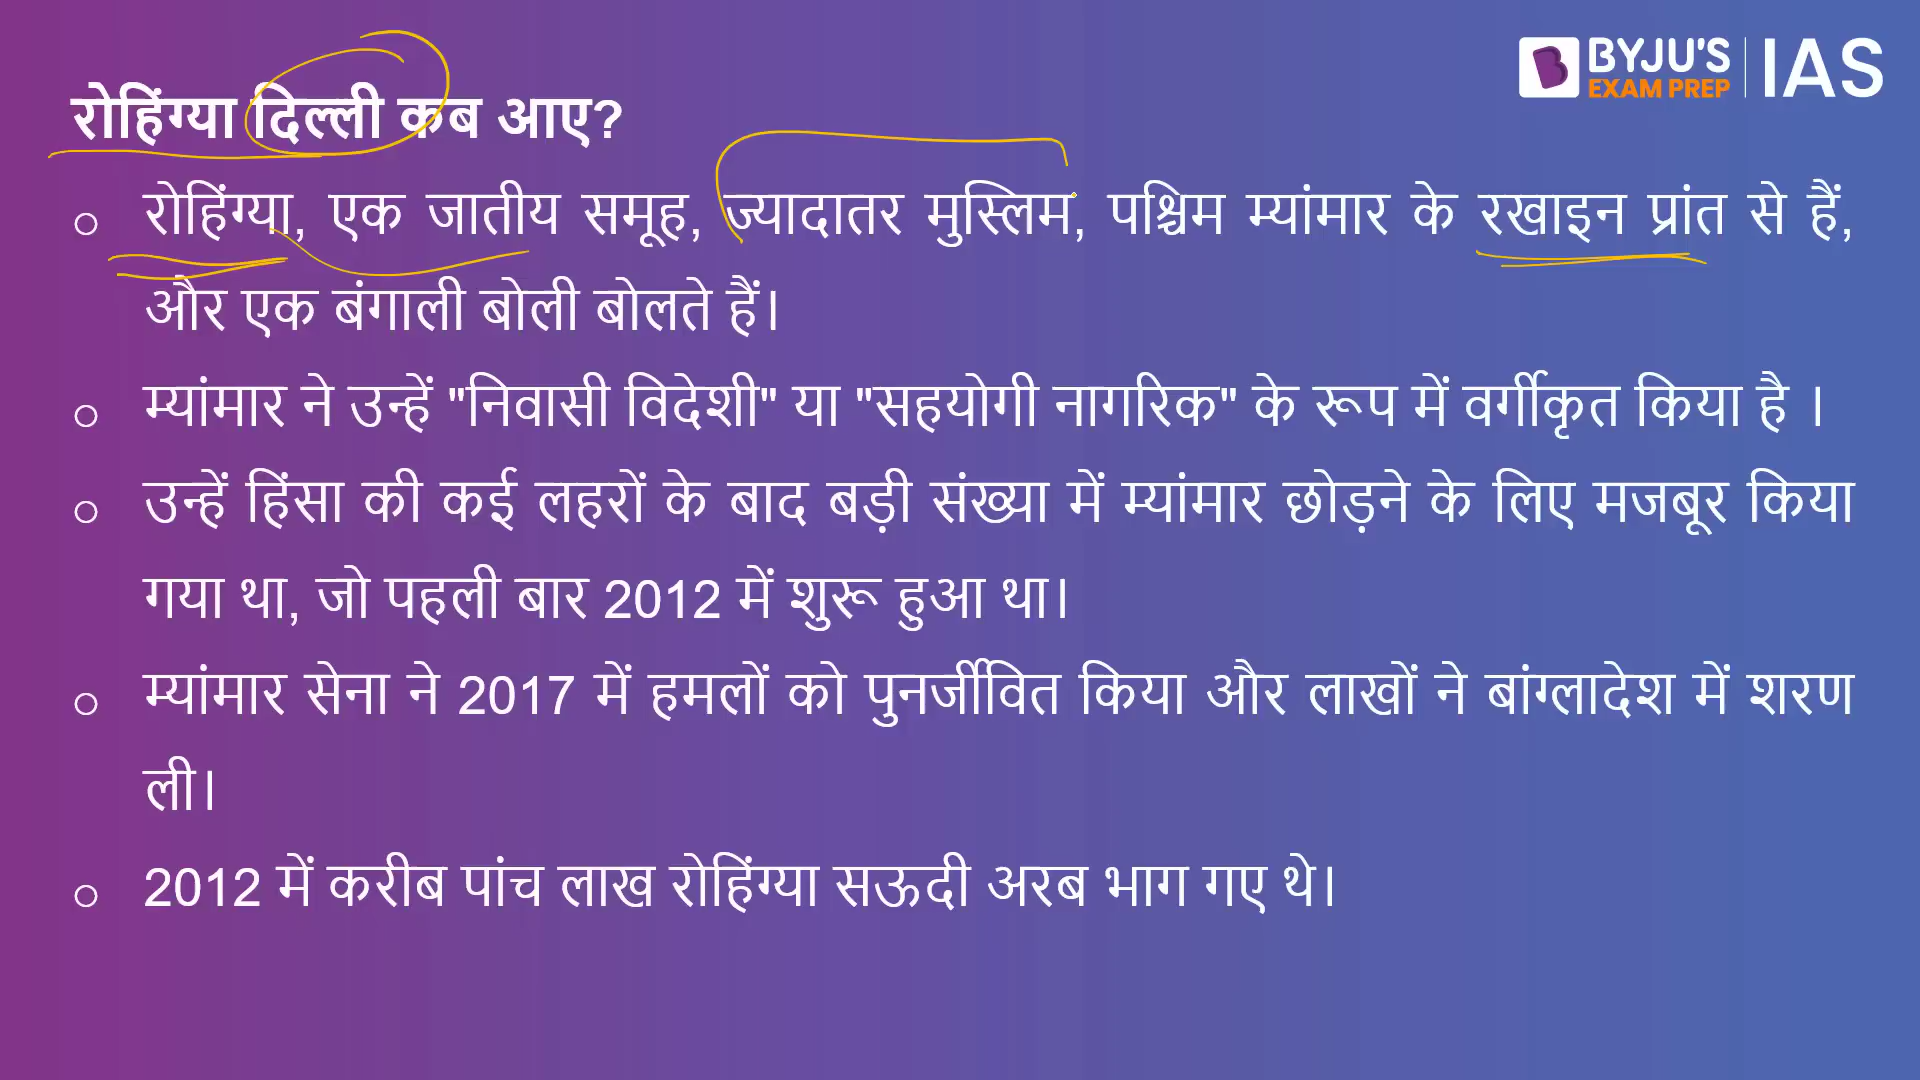 BYJU'S
EXAM PREP
IAS
रोहिंग्या दिल्ली कब आए?
रोहिंग्या, एक जातीय समूह, ज्यादातर मुस्लिम, पश्चिम म्यांमार के रखाइन प्रांत से हैं,
और एक बंगाली बोली बोलते हैं।
म्यांमार ने उन्हें "निवासी विदेशी" या "सहयोगी नागरिक" के रूप में वर्गीकृत किया है ।
उन्हें हिंसा की कई लहरों के बाद बड़ी संख्या में म्यांमार छोड़ने के लिए मजबूर किया
गया था, जो पहली बार 2012 में शुरू हुआ था।
म्यांमार सेना ने 2017 में हमलों को पुनर्जीवित किया और लाखों ने बांग्लादेश में शरण
ली।
2012 में करीब पांच लाख रोहिंग्या सऊदी अरब भाग गए थे।